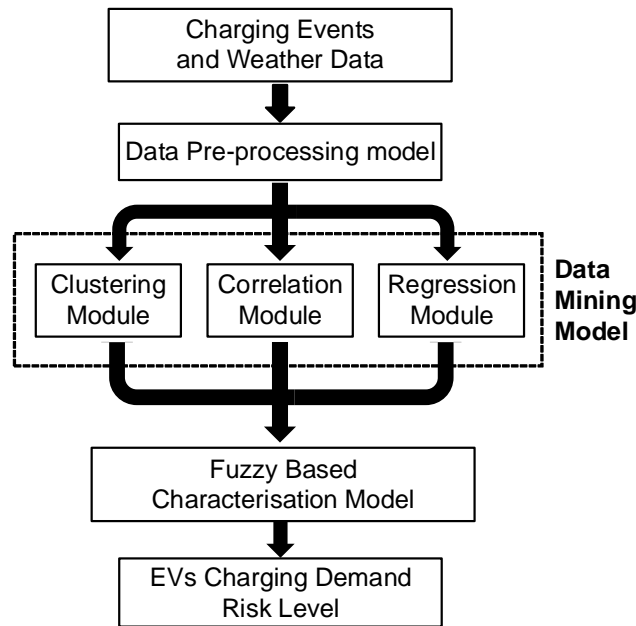 Charging Events
and Weather Data
Data Pre-processing model
Clustering
Module
Correlation
Module
Regression
Module
Data
Mining
Model
Fuzzy Based
Characterisation Model
EVs Charging Demand
Risk Level